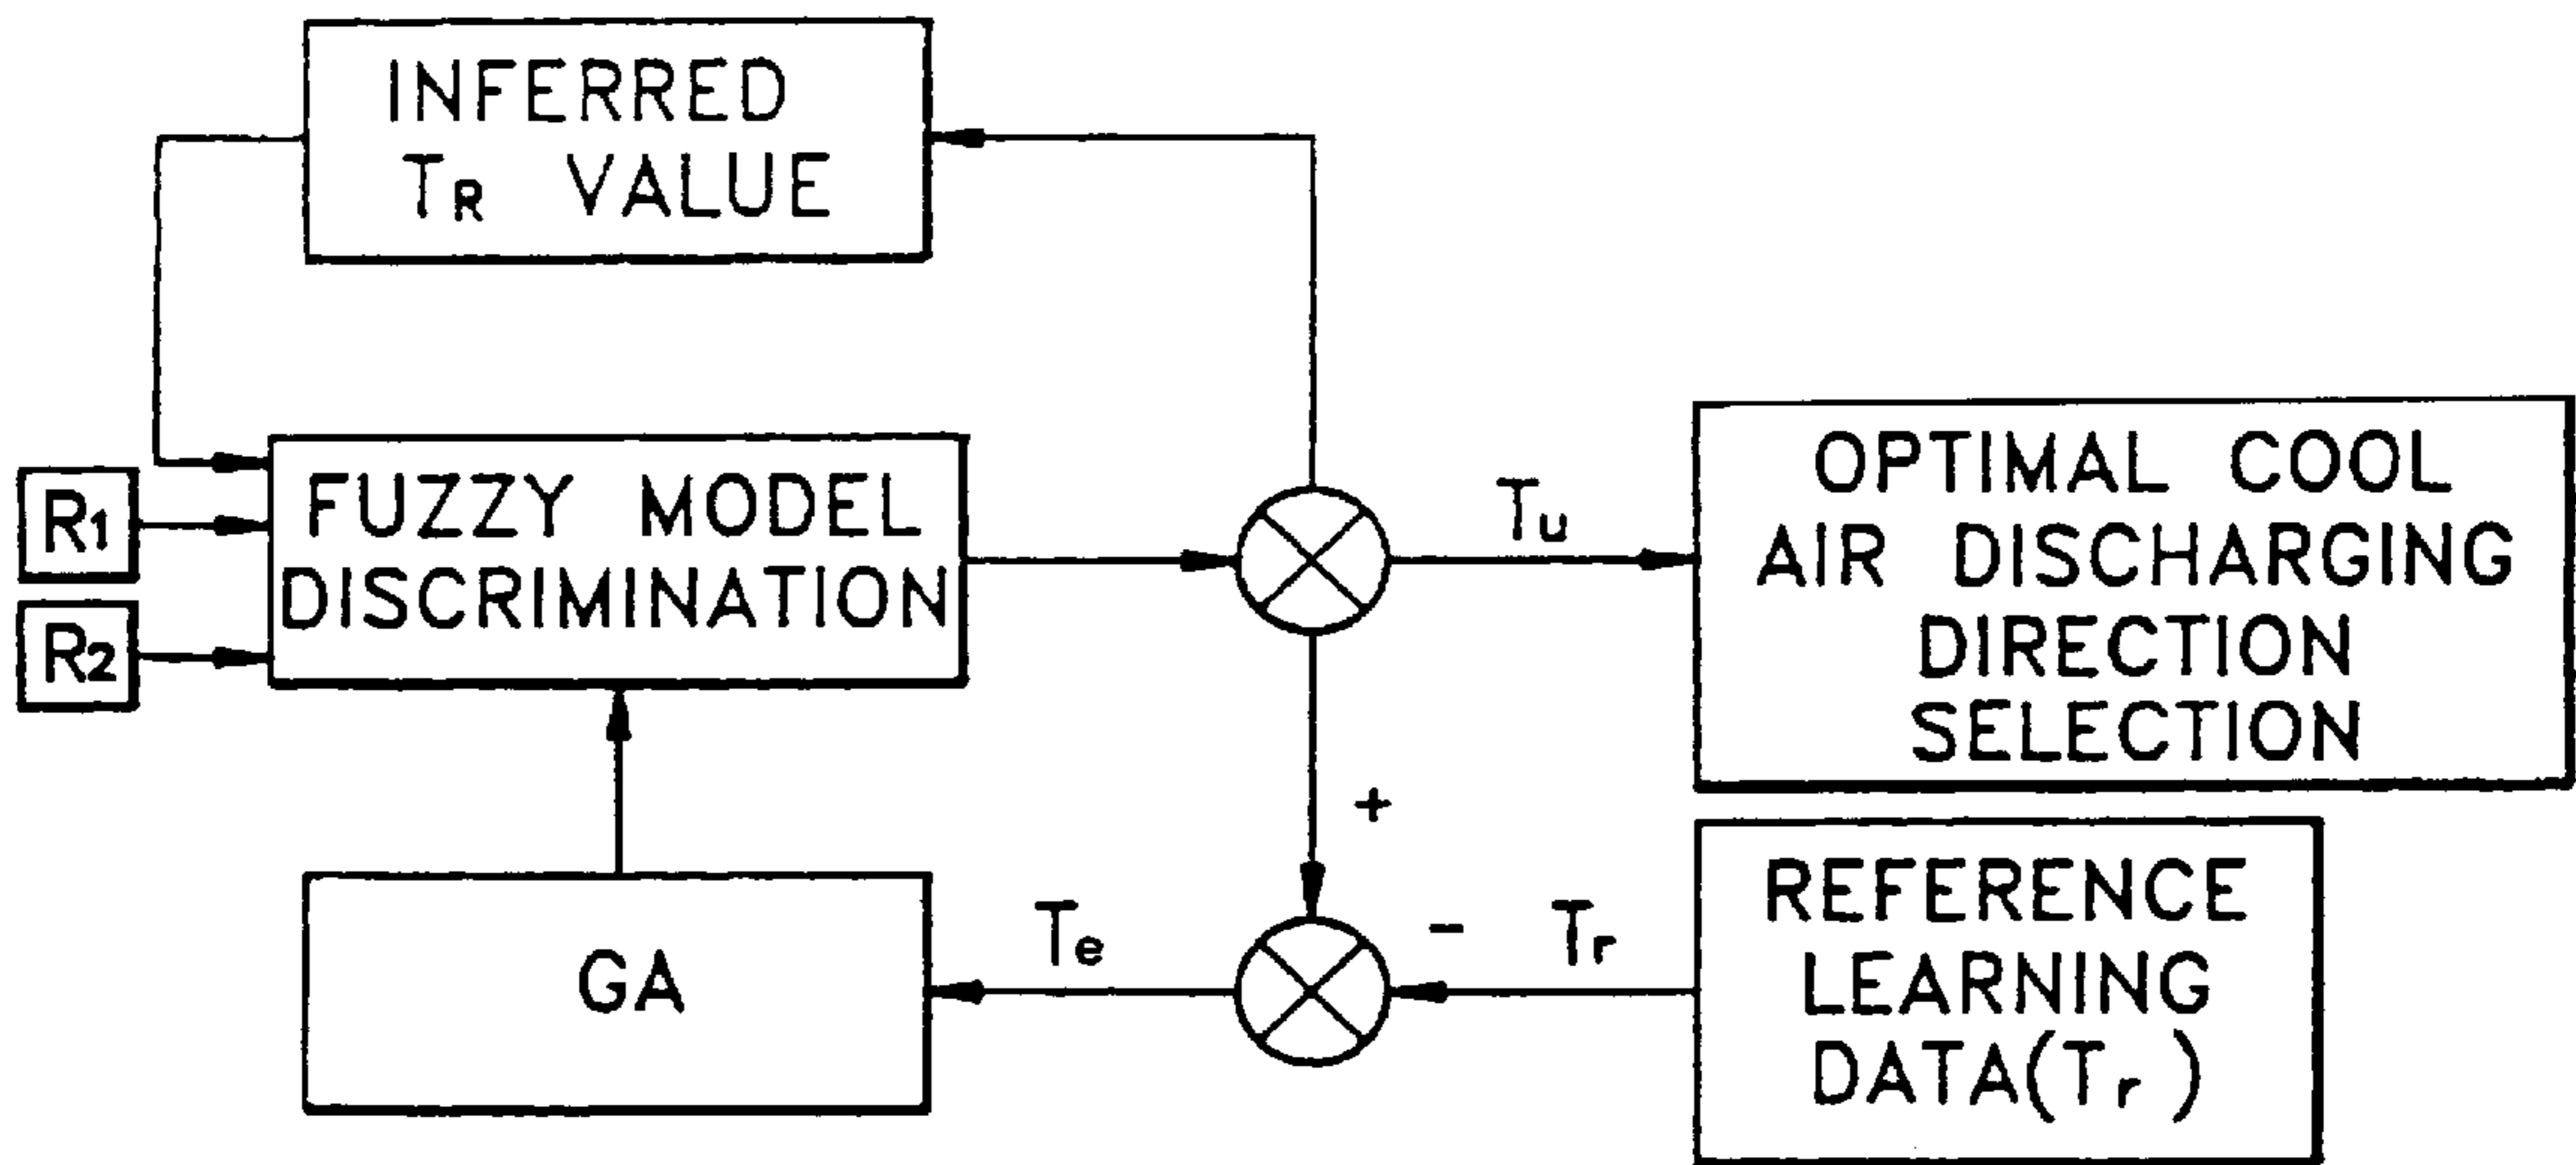 INFERRED
TR VALUE
R1
R2
FUZZY MODEL
DISCRIMINATION
Tu
OPTIMAL COOL
AIR DISCHARGING
DIRECTION
SELECTION
+
-
GA
Te
Tr
REFERENCE
LEARNING
DATA(Tr)